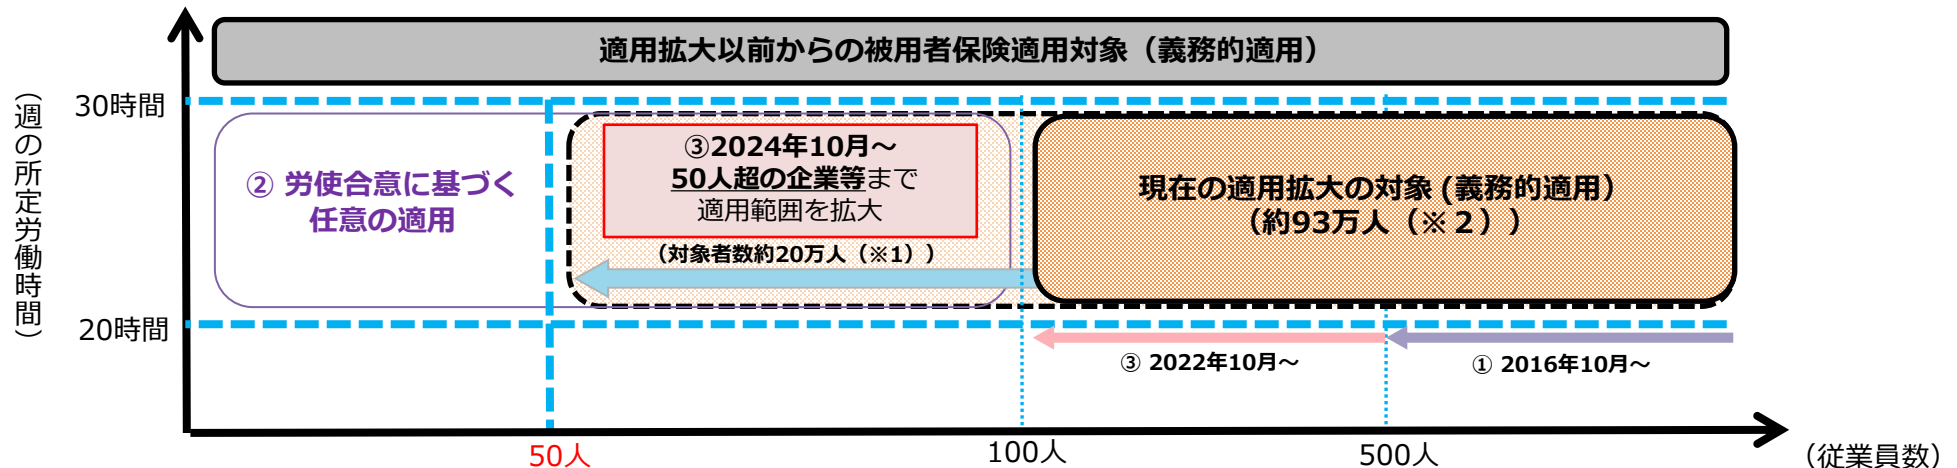 適用拡大以前からの被用者保険適用対象（義務的適用）
（週の所定労働時間）
30時間
20時間
② 労使合意に基づく
任意の適用
③2024年10月～
50人超の企業等まで
適用範囲を拡大
（対象者数約20万人（※1））
現在の適用拡大の対象 (義務的適用）
（約93万人（※２））
③ 2022年10月～
① 2016年10月～
50人
100人
500人
（従業員数）